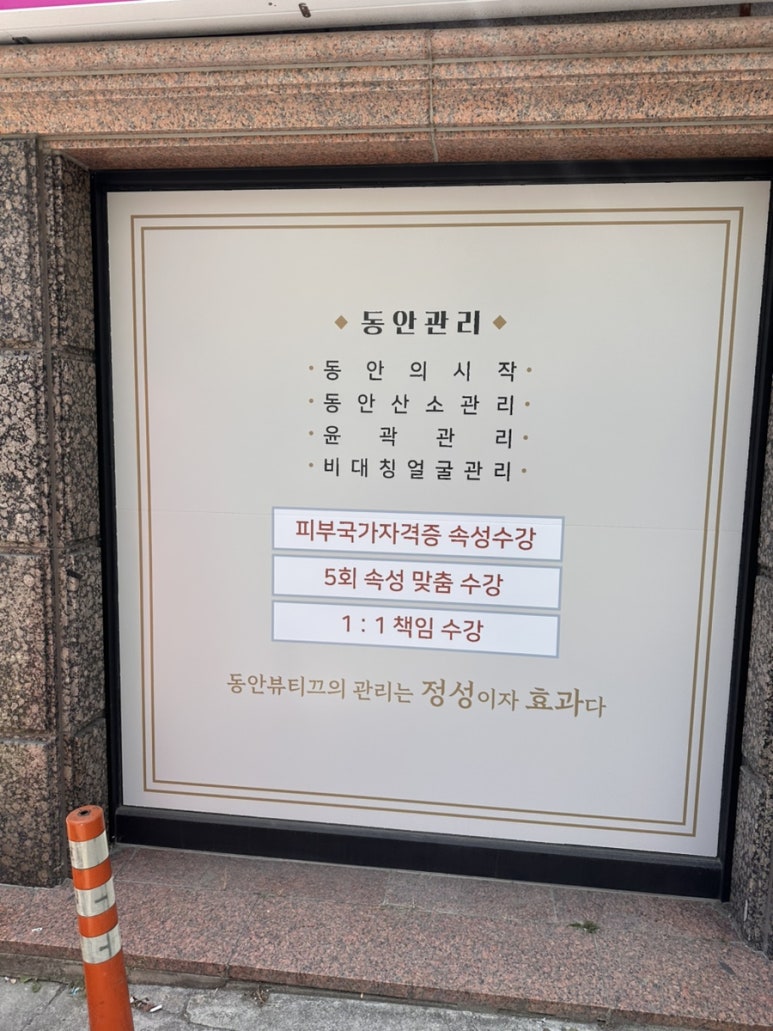 동안관리
동안의시작
동안산소관리
윤곽관리
비대칭얼굴관리
피부국가자격증 속성수강
5회 속성 맞춤 수강
1 : 1 책임 수강
동안뷰티끄의 관리는 정성이자 효과다